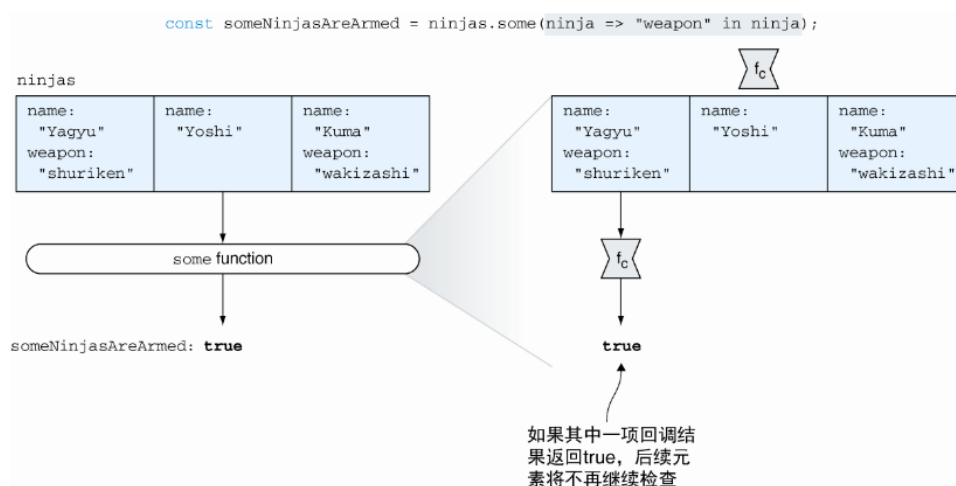 const someNinjasAreArmed = ninjas.some(ninja => "weapon" in ninja);
fc
ninjas
name:
"Yagyu"
weapon:
"shuriken"
name:
"Yoshi"
name:
"Kuma"
weapon:
"wakizashi"
some function
someNinjasAreArmed: true
name:
"Yagyu"
weapon:
"shuriken"
name:
"Yoshi"
name:
"Kuma"
weapon:
"wakizashi"
fc
true
如果其中一项回调结
果返回true，后续元
素将不再继续检查